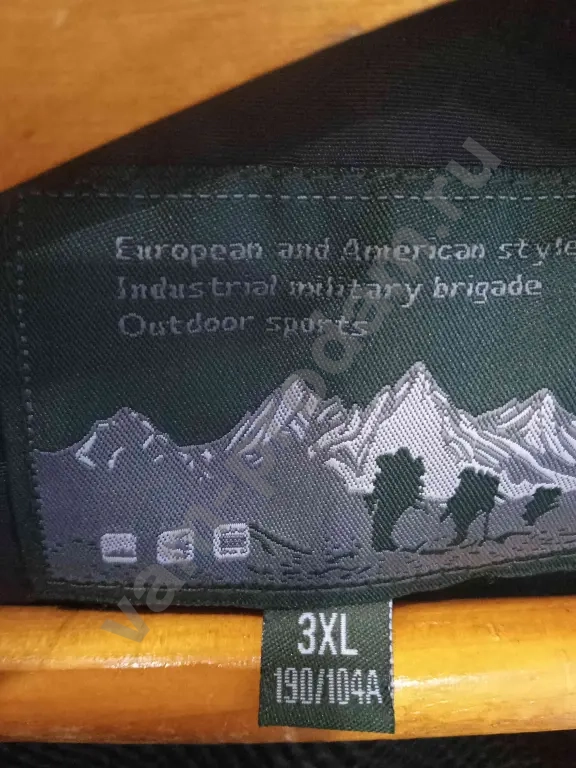 European and American style
Industrial military brigade
Outdoor sports
3XL
190/104A